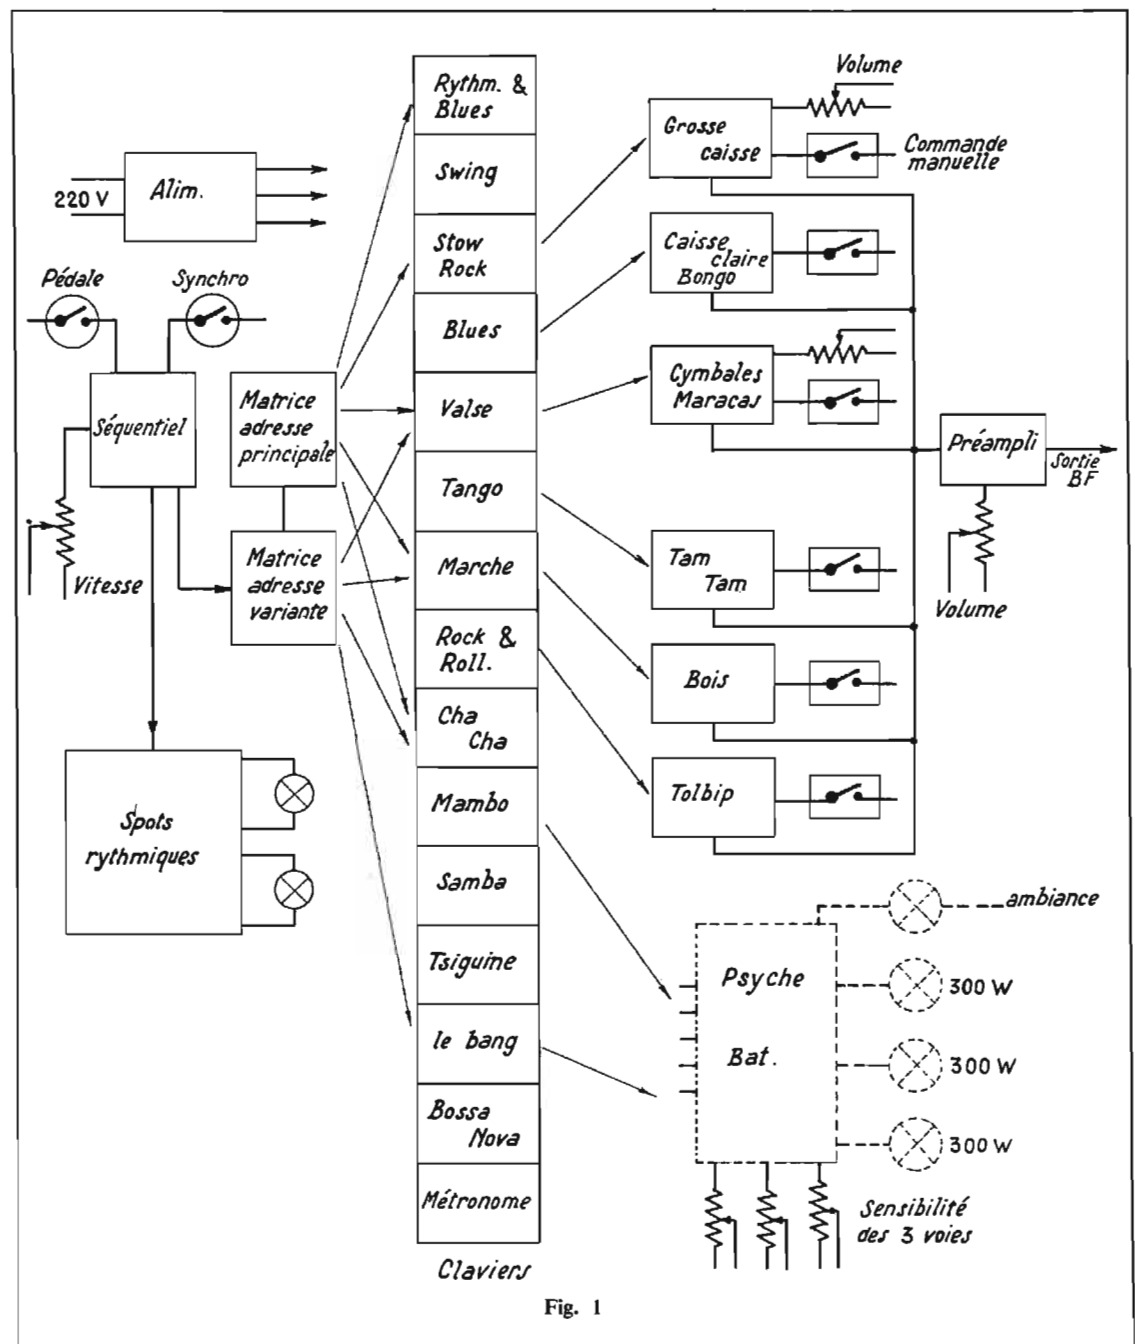 220 V
Alim.
Pédale
Synchro
Séquentiel
Vitesse
Matrice
adresse
principale
Matrice
adresse
variante
Spots
rythmiques
Rythm. &
Blues
Swing
Stow
Rock
Blues
Valse
Tango
Marche
Rock &
Roll.
Cha
Cha
Mambo
Samba
Tsiguine
le bang
Bossa
Nova
Métronome
Claviers
Grosse
caisse
Volume
Commande
manuelle
Caisse
claire
Bongo
Cymbales
Maracas
Tam
Tam
Bois
Tolbip
Préampli
Sortie
BF
Volume
Psyche
Bat.
ambiance
300 W
300 W
300 W
Sensibilité
des 3 voies
Fig. 1